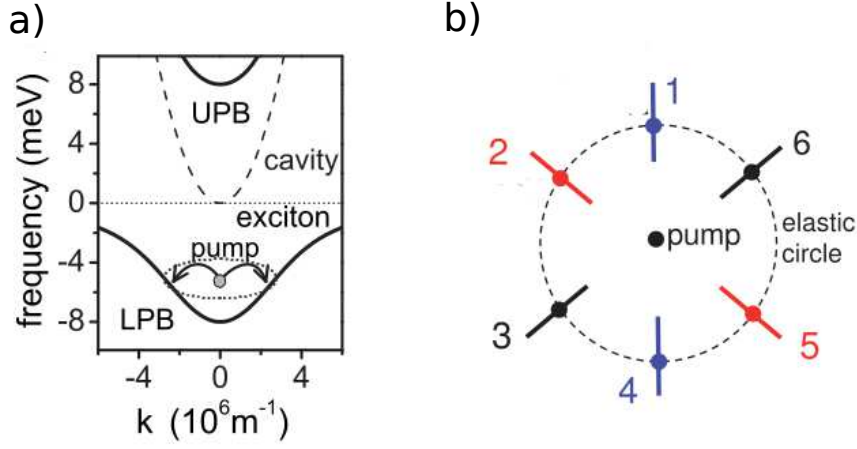 a)
frequency (meV)
8
4
0
-4
-8
UPB
cavity
exciton
pump
LPB
-4
0
4
k (10⁶m⁻¹)
b)
1
2
6
pump
elastic
circle
3
4
5